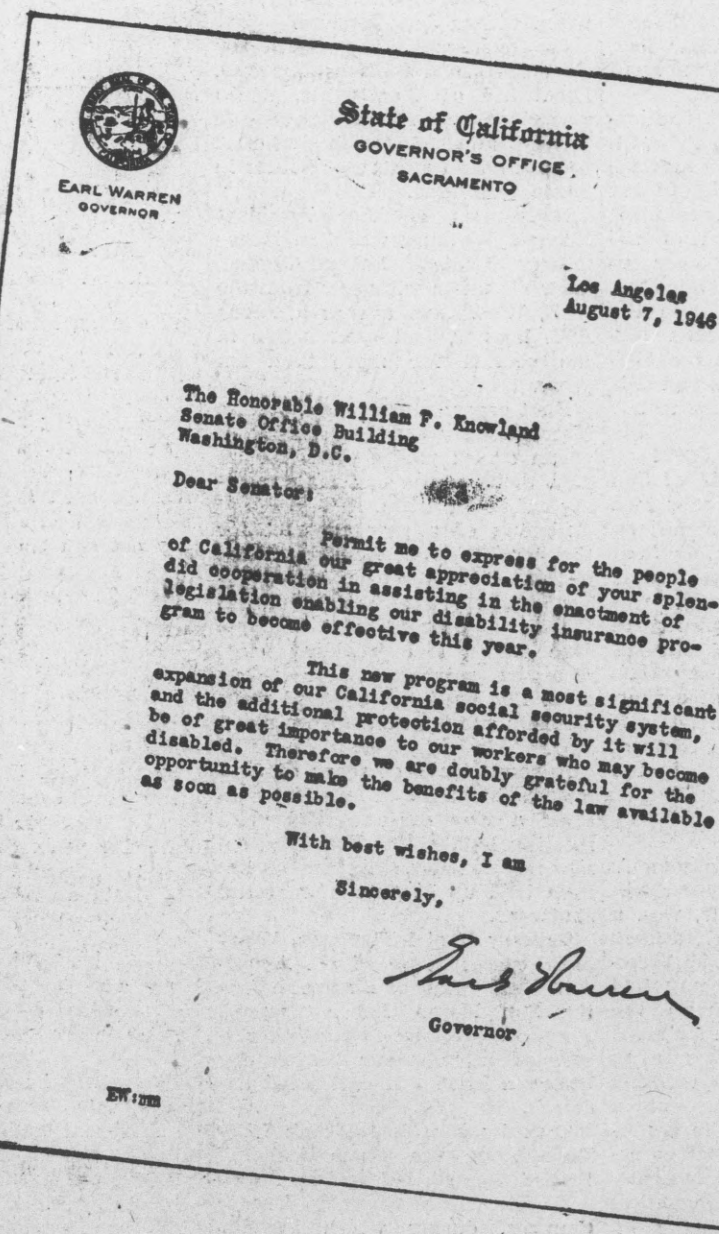 State of California
GOVERNOR'S OFFICE
SACRAMENTO
EARL WARREN
GOVERNOR
Los Angeles
August 7, 1946
The Honorable William F. Knowland
Senate Office Building
Washington, D.C.
Dear Senator:
Permit me to express for the people
of California our great appreciation of your splen-
did cooperation in assisting in the enactment of
legislation enabling our disability insurance pro-
gram to become effective this year.
This new program is a most significant
expansion of our California social security system,
and the additional protection afforded by it will
be of great importance to our workers who may become
disabled. Therefore we are doubly grateful for the
opportunity to make the benefits of the law available
as soon as possible.
With best wishes, I am
Sincerely,
Earl Warren
Governor
EW:nm